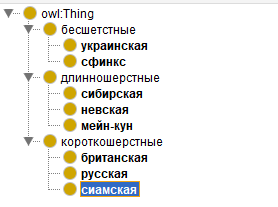 owl:Thing
бесшетстные
украинская
сфинкс
длинношерстные
сибирская
невская
мейн-кун
короткошерстные
британская
русская
сиамская